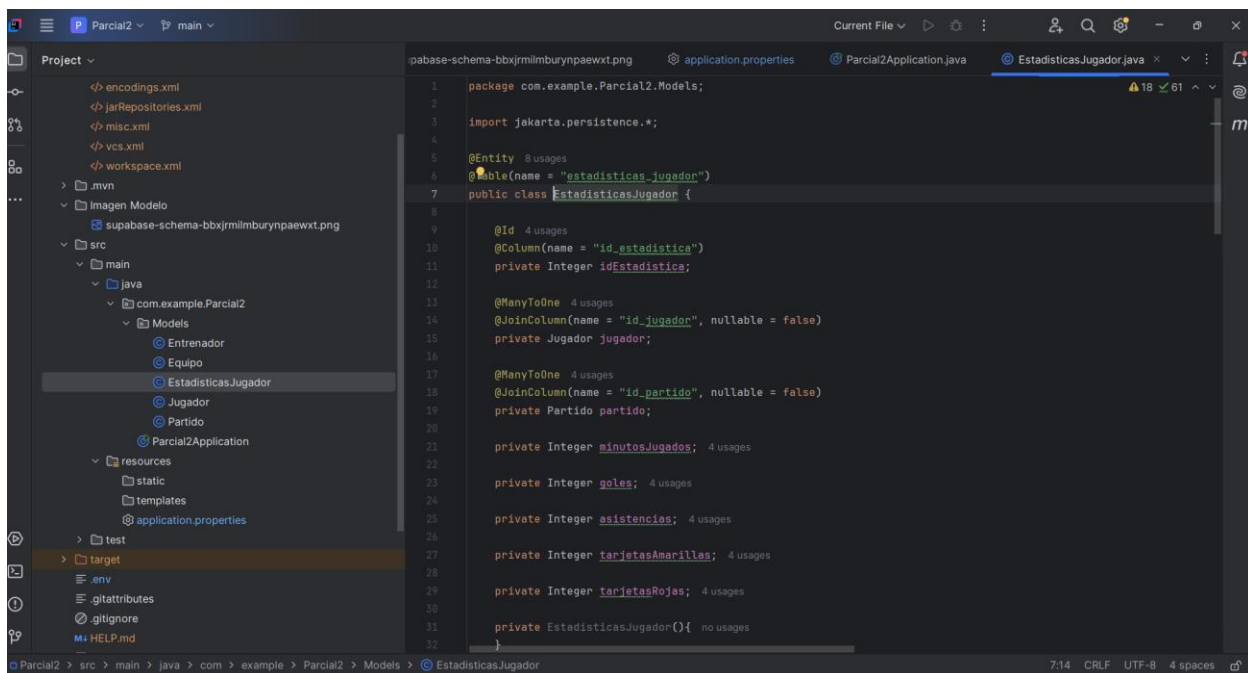 P Parcial2 main Current File
Project
pabase-schema-bbxjrmilmburynpaewxt.png application.properties Parcial2Application.java EstadisticasJugador.java
18 61
</> encodings.xml
</> jarRepositories.xml
</> misc.xml
</> vcs.xml
</> workspace.xml
.mvn
Imagen Modelo
supabase-schema-bbxjrmilmburynpaewxt.png
src
main
java
com.example.Parcial2
Models
Entrenador
Equipo
EstadisticasJugador
Jugador
Partido
Parcial2Application
resources
static
templates
application.properties
test
target
.env
.gitattributes
.gitignore
M↓ HELP.md
1 package com.example.Parcial2.Models;
2
3 import jakarta.persistence.*;
4
5 @Entity 8 usages
6 @Table(name = "estadisticas_jugador")
7 public class EstadisticasJugador {
8
9 @Id 4 usages
10 @Column(name = "id_estadistica")
11 private Integer idEstadistica;
12
13 @ManyToOne 4 usages
14 @JoinColumn(name = "id_jugador", nullable = false)
15 private Jugador jugador;
16
17 @ManyToOne 4 usages
18 @JoinColumn(name = "id_partido", nullable = false)
19 private Partido partido;
20
21 private Integer minutosJugados; 4 usages
22
23 private Integer goles; 4 usages
24
25 private Integer asistencias; 4 usages
26
27 private Integer tarjetasAmarillas; 4 usages
28
29 private Integer tarjetasRojas; 4 usages
30
31 private EstadisticasJugador(){ no usages
32 }
m
Parcial2 > src > main > java > com > example > Parcial2 > Models > EstadisticasJugador 7:14 CRLF UTF-8 4 spaces